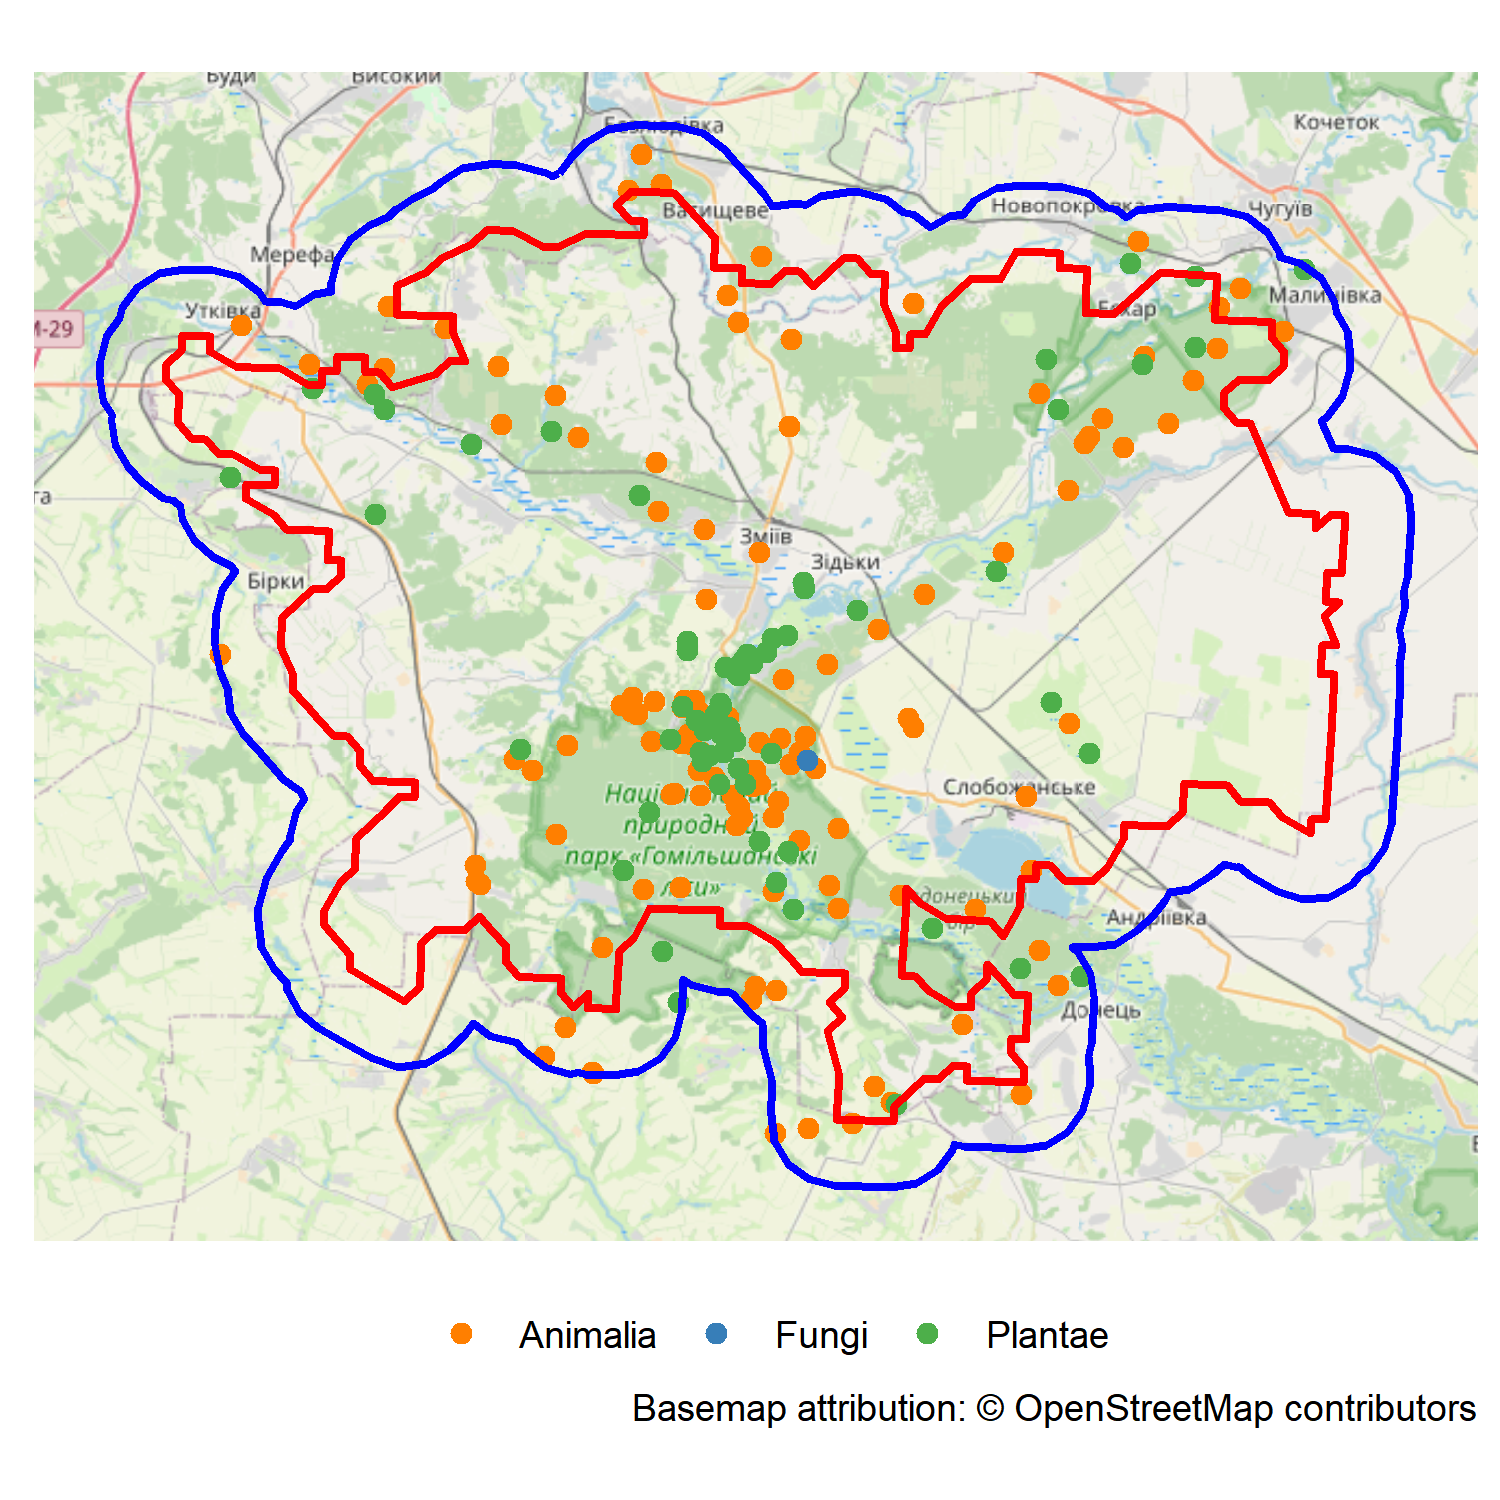 Буди
Високий
Безлюдівка
Кочеток
Васищеве
Новопокровка
Чугуїв
Мерефа
Утківка
Малинівка
Есхар
М-29
Зміїв
Зідьки
Бірки
Слобожанське
Національний
природний
парк «Гомільшанські
ліси»
Андріївка
Донець
Animalia
Fungi
Plantae
Basemap attribution: © OpenStreetMap contributors